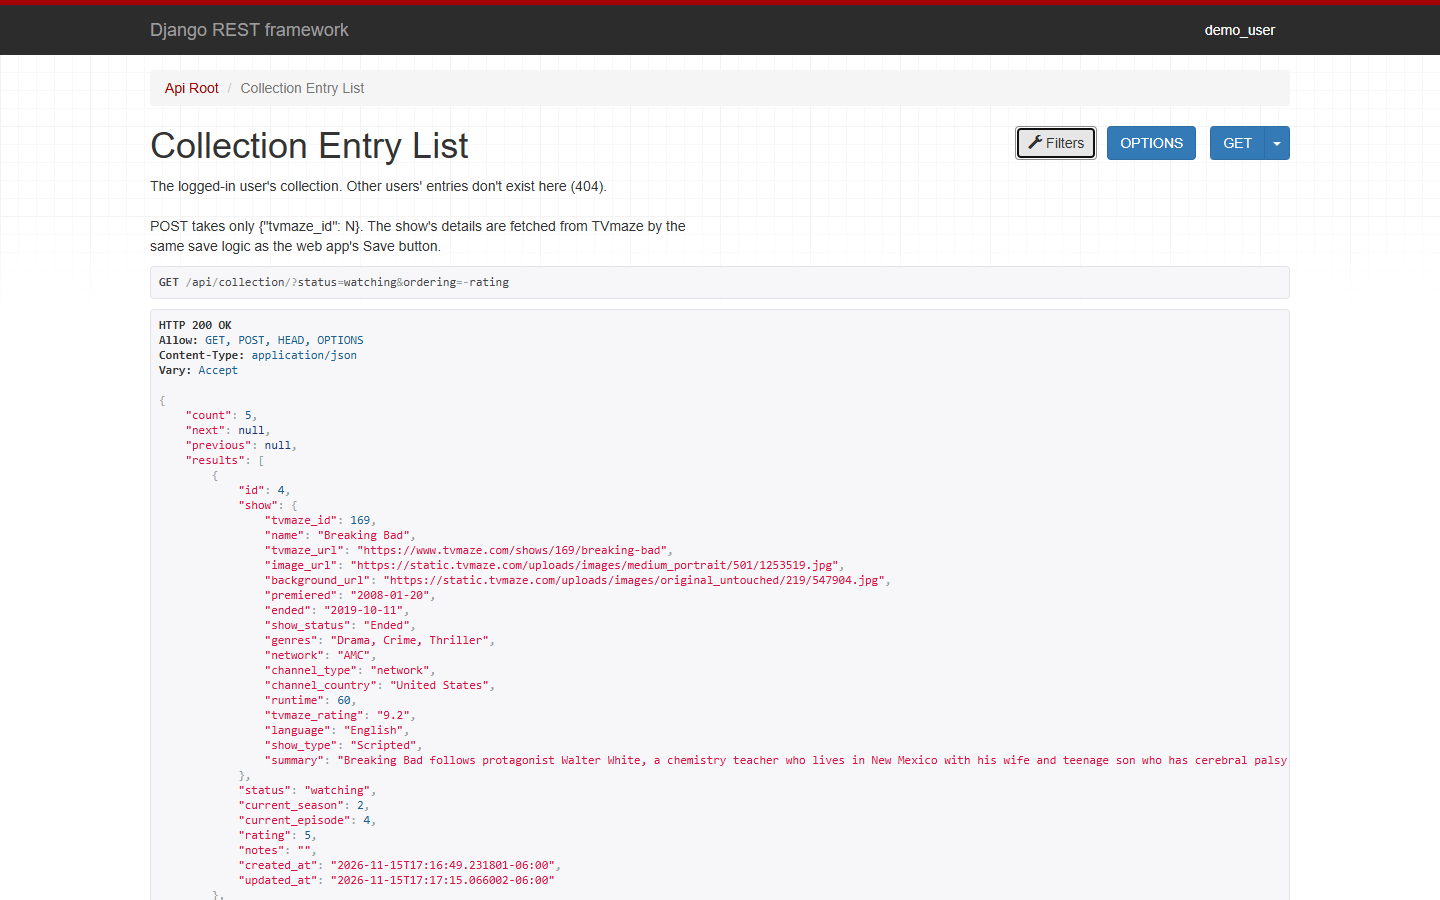 Django REST framework
demo_user
Api Root / Collection Entry List
Collection Entry List
Filters
OPTIONS
GET
The logged-in user's collection. Other users' entries don't exist here (404).
POST takes only {"tvmaze_id": N}. The show's details are fetched from TVmaze by the
same save logic as the web app's Save button.
GET /api/collection/?status=watching&ordering=-rating
HTTP 200 OK
Allow: GET, POST, HEAD, OPTIONS
Content-Type: application/json
Vary: Accept
{
    "count": 5,
    "next": null,
    "previous": null,
    "results": [
        {
            "id": 4,
            "show": {
                "tvmaze_id": 169,
                "name": "Breaking Bad",
                "tvmaze_url": "https://www.tvmaze.com/shows/169/breaking-bad",
                "image_url": "https://static.tvmaze.com/uploads/images/medium_portrait/501/1253519.jpg",
                "background_url": "https://static.tvmaze.com/uploads/images/original_untouched/219/547904.jpg",
                "premiered": "2008-01-20",
                "ended": "2019-10-11",
                "show_status": "Ended",
                "genres": "Drama, Crime, Thriller",
                "network": "AMC",
                "channel_type": "network",
                "channel_country": "United States",
                "runtime": 60,
                "tvmaze_rating": "9.2",
                "language": "English",
                "show_type": "Scripted",
                "summary": "Breaking Bad follows protagonist Walter White, a chemistry teacher who lives in New Mexico with his wife and teenage son who has cerebral palsy
            },
            "status": "watching",
            "current_season": 2,
            "current_episode": 4,
            "rating": 5,
            "notes": "",
            "created_at": "2026-11-15T17:16:49.231801-06:00",
            "updated_at": "2026-11-15T17:17:15.066002-06:00"
        },